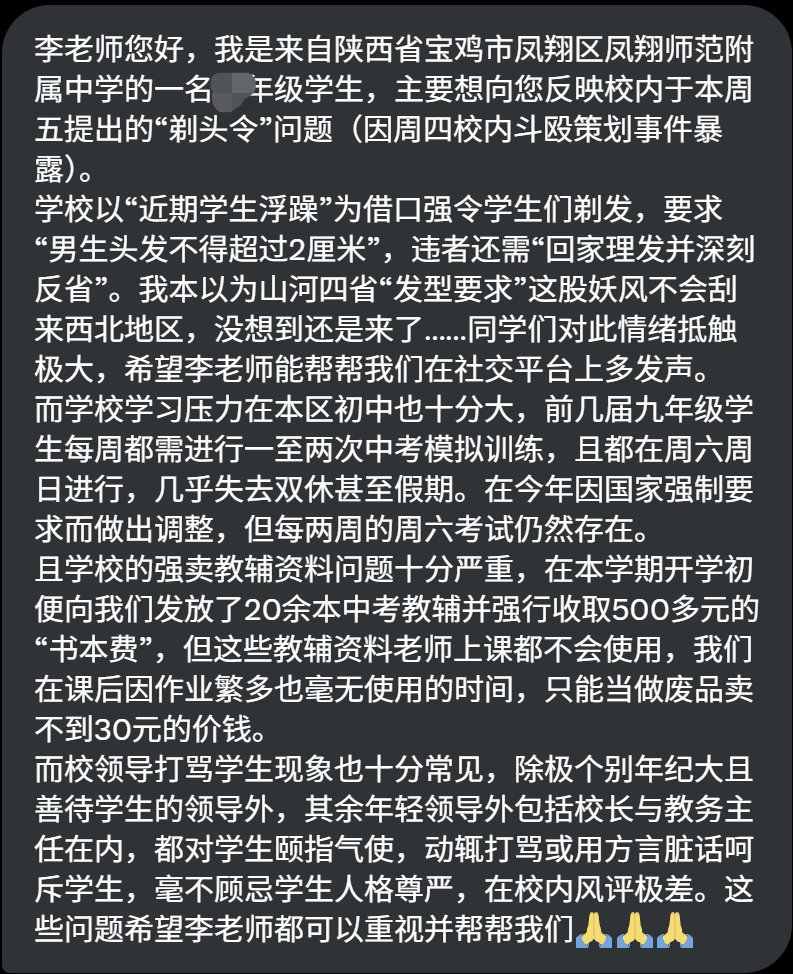 李老师您好，我是来自陕西省宝鸡市凤翔区凤翔师范附
属中学的一名年级学生，主要想向您反映校内于本周
五提出的“剃头令”问题（因周四校内斗殴策划事件暴
露）。
学校以“近期学生浮躁”为借口强令学生们剃发，要求
“男生头发不得超过2厘米”，违者还需“回家理发并深刻
反省”。我本以为山河四省“发型要求”这股妖风不会刮
来西北地区，没想到还是来了......同学们对此情绪抵触
极大，希望李老师能帮帮我们在社交平台上多发声。
而学校学习压力在本区初中也十分大，前几届九年级学
生每周都需进行一至两次中考模拟训练，且都在周六周
日进行，几乎失去双休甚至假期。在今年因国家强制要
求而做出调整，但每两周的周六考试仍然存在。
且学校的强卖教辅资料问题十分严重，在本学期开学初
便向我们发放了20余本中考教辅并强行收取500多元的
“书本费”，但这些教辅资料老师上课都不会使用，我们
在课后因作业繁多也毫无使用的时间，只能当做废品卖
不到30元的价钱。
而校领导打骂学生现象也十分常见，除极个别年纪大且
善待学生的领导外，其余年轻领导外包括校长与教务主
任在内，都对学生颐指气使，动辄打骂或用方言脏话呵
斥学生，毫不顾忌学生人格尊严，在校内风评极差。这
些问题希望李老师都可以重视并帮帮我们🙏🙏🙏